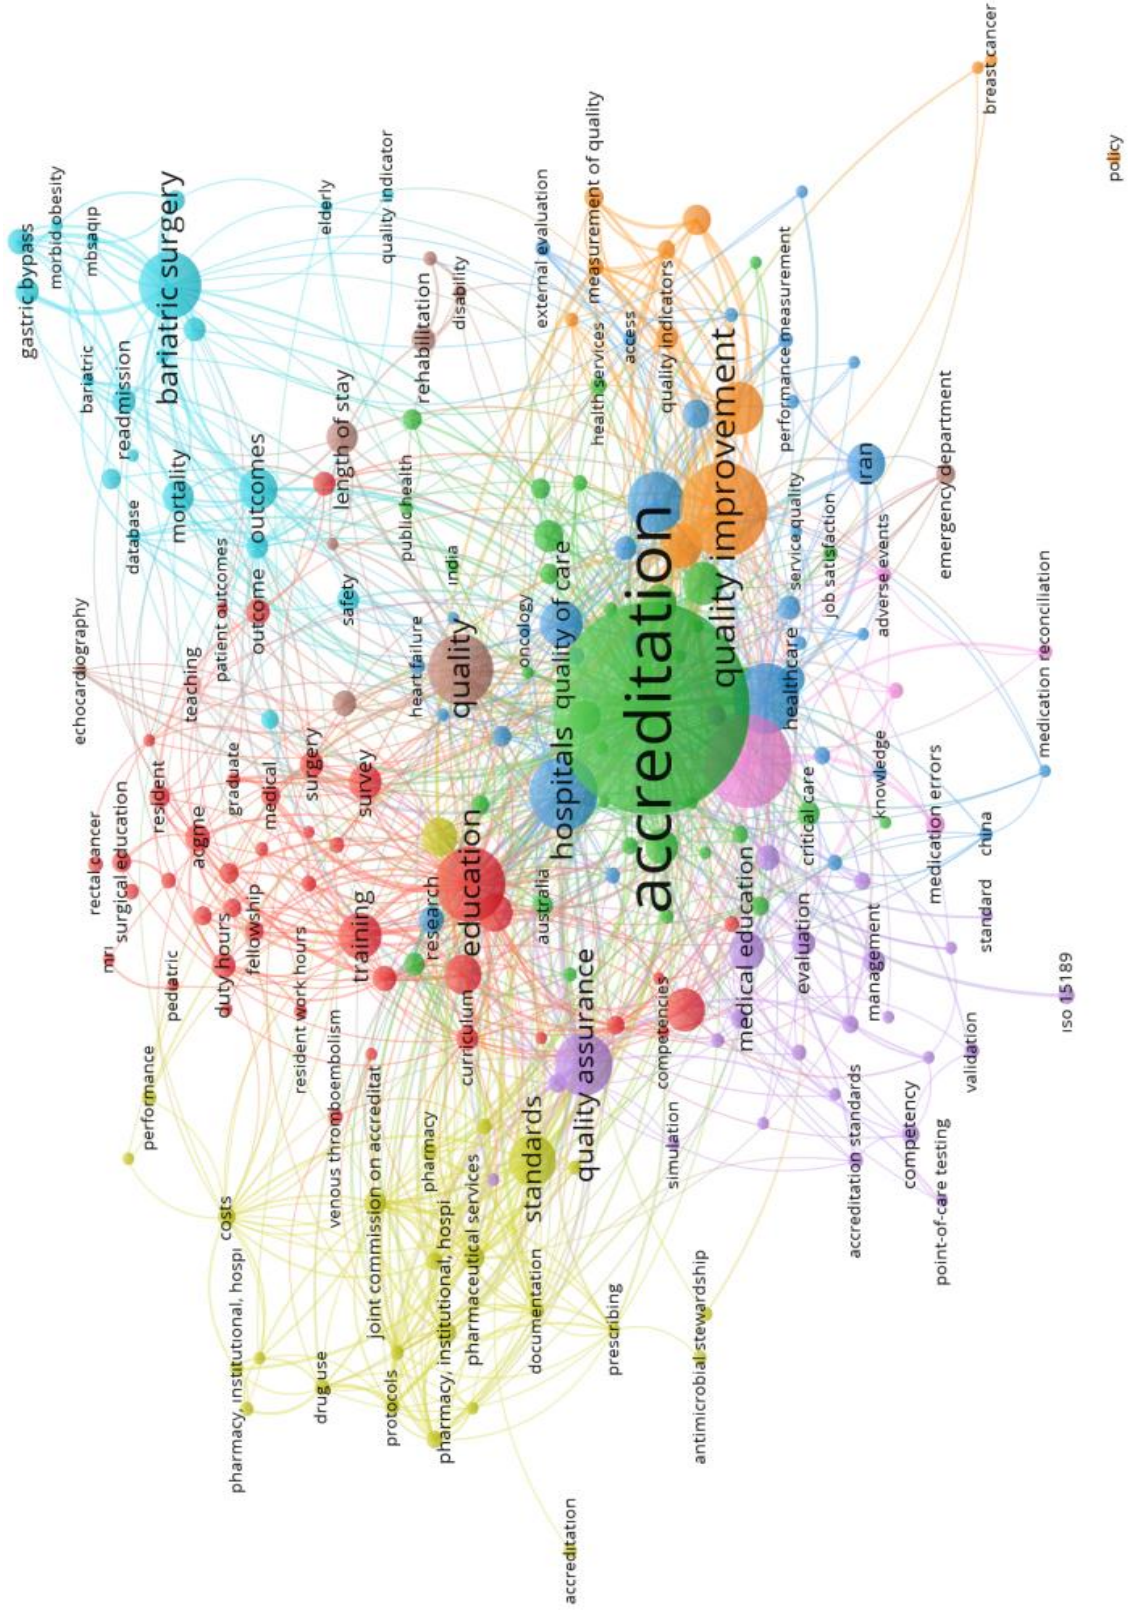 gastric bypass
morbid obesity
mbsaqip
bariatric surgery
bariatric
readmission
mortality
database
outcomes
elderly
quality indicator
disability
rehabilitation
length of stay
public health
safety
outcome
patient outcomes
teaching
echocardiography
india
heart failure
quality
oncology
quality of care
hospitals
external evaluation
measurement of quality
health services
access
quality indicators
performance measurement
quality improvement
accreditation
iran
service quality
job satisfaction
adverse events
emergency department
healthcare
breast cancer
policy
medication reconciliation
knowledge
critical care
medication errors
china
standard
surgery
survey
medical
graduate
resident
acgme
surgical education
rectal cancer
mri
pediatric
duty hours
fellowship
resident work hours
training
research
education
curriculum
australia
quality assurance
competencies
medical education
evaluation
management
iso 15189
validation
accreditation standards
competency
point-of-care testing
simulation
performance
costs
venous thromboembolism
joint commission on accreditat
pharmacy
pharmaceutical services
standards
pharmacy, institutional, hospi
drug use
protocols
pharmacy, institutional, hospi
documentation
prescribing
antimicrobial stewardship
accreditation